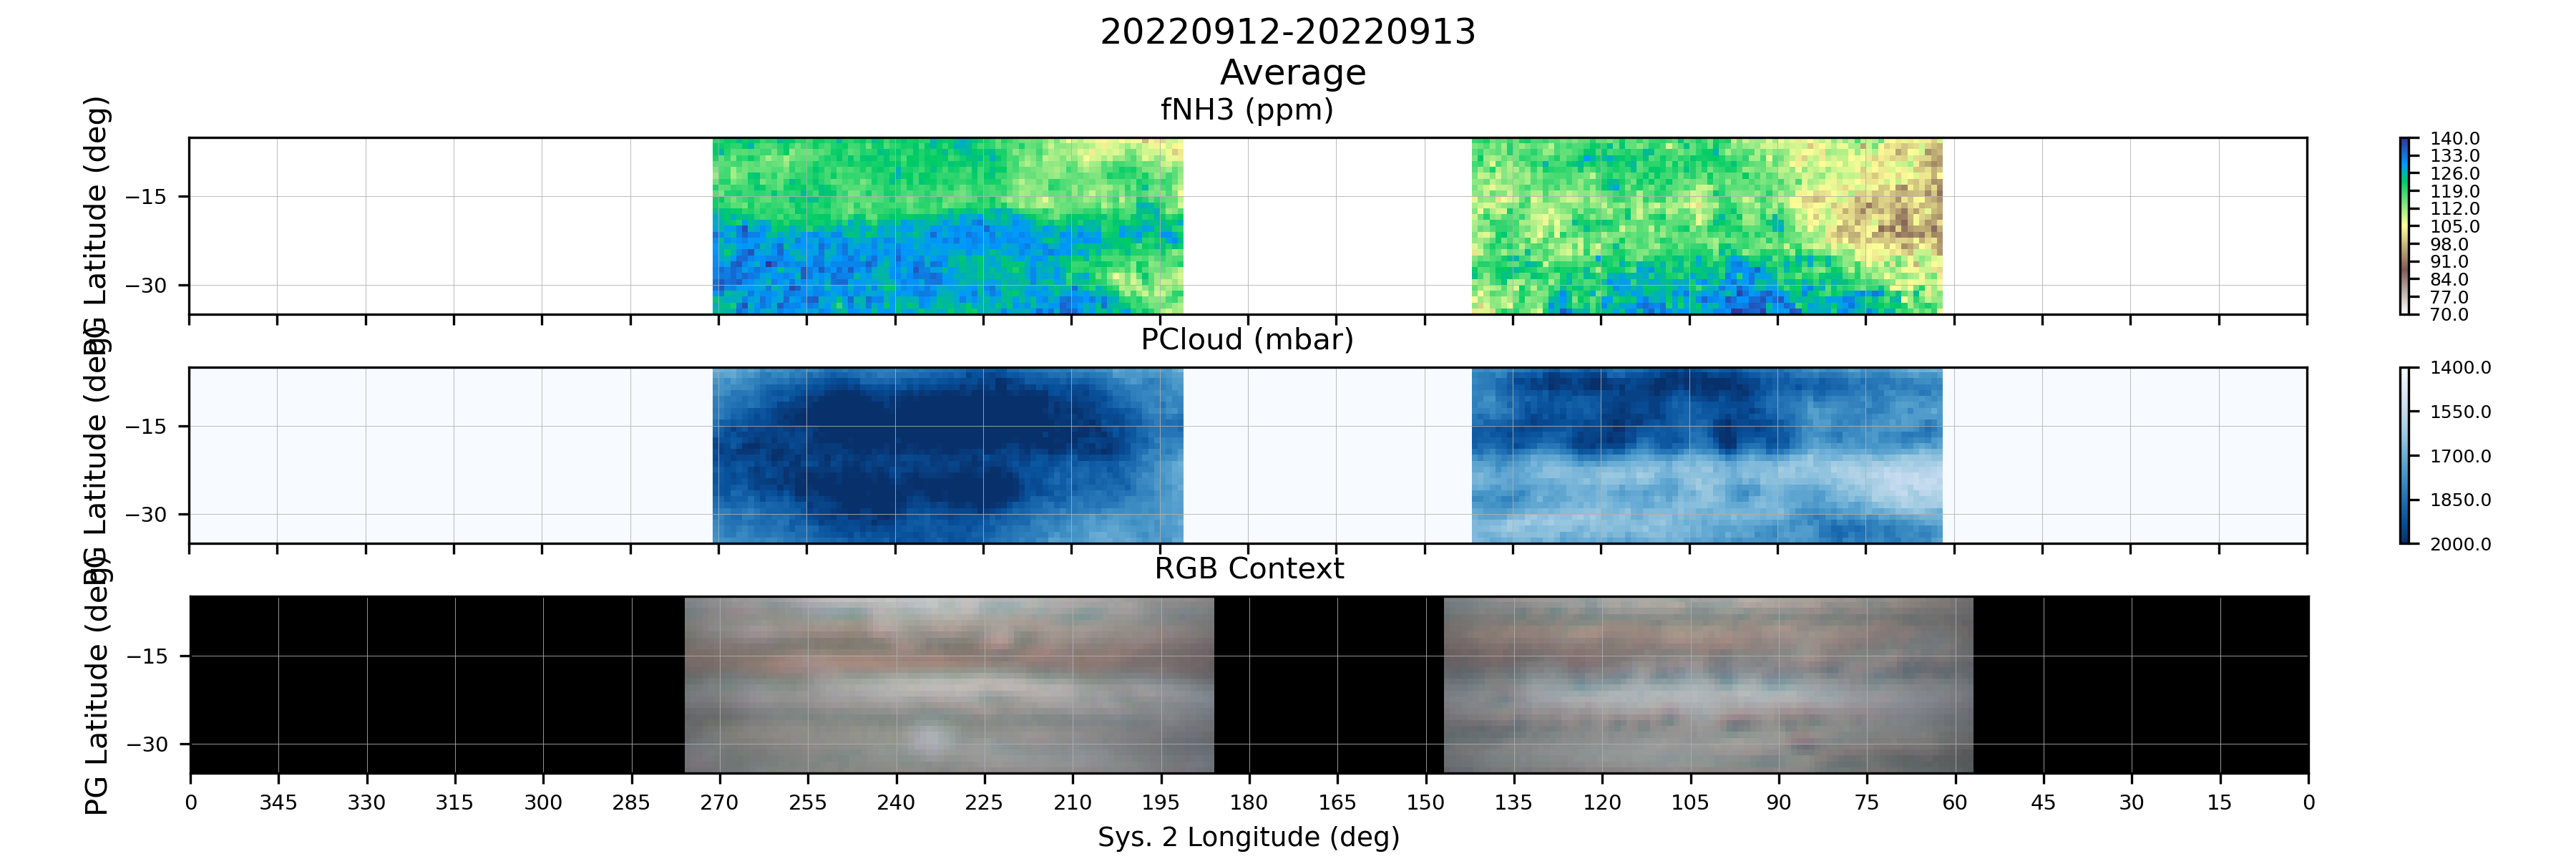 20220912-20220913
Average
fNH3 (ppm)
PG Latitude (deg)
−15
−30
140.0
133.0
126.0
119.0
112.0
105.0
98.0
91.0
84.0
77.0
70.0
PCloud (mbar)
PG Latitude (deg)
−15
−30
1400.0
1550.0
1700.0
1850.0
2000.0
RGB Context
PG Latitude (deg)
−15
−30
0 345 330 315 300 285 270 255 240 225 210 195 180 165 150 135 120 105 90 75 60 45 30 15 0
Sys. 2 Longitude (deg)